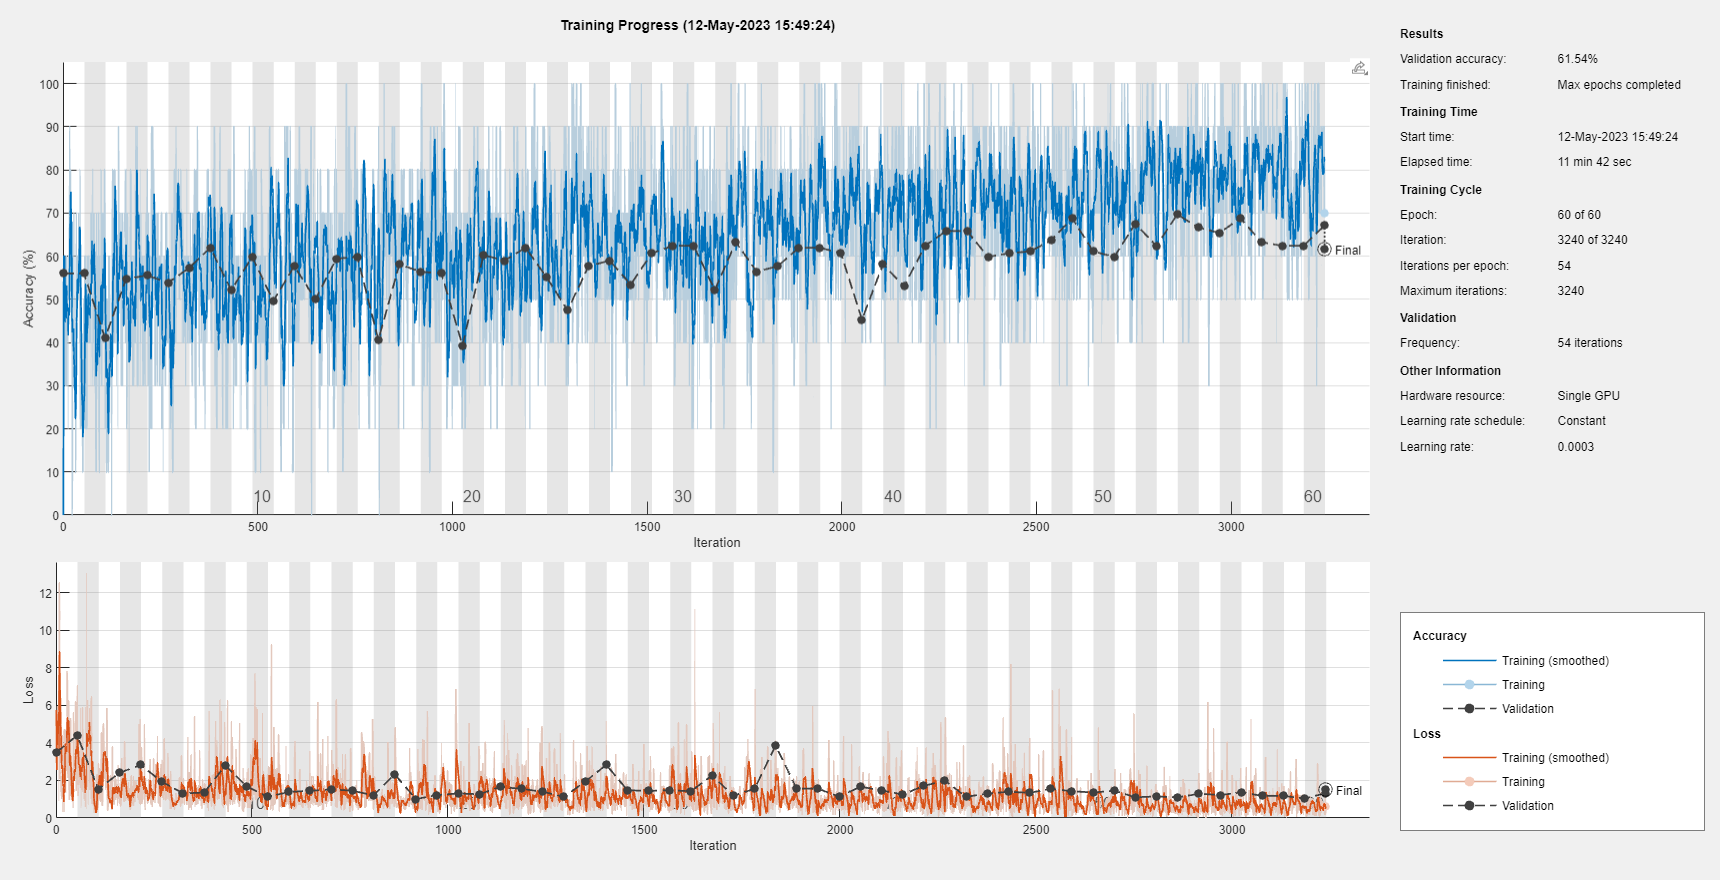 Training Progress (12-May-2023 15:49:24)
Accuracy (%)
100
90
80
70
60
50
40
30
20
10
0
10
20
30
40
50
60
0
500
1000
1500
2000
2500
3000
Iteration
Final
Loss
12
10
8
6
4
2
0
0
500
1000
1500
2000
2500
3000
Iteration
Final
Results
Validation accuracy: 61.54%
Training finished: Max epochs completed
Training Time
Start time: 12-May-2023 15:49:24
Elapsed time: 11 min 42 sec
Training Cycle
Epoch: 60 of 60
Iteration: 3240 of 3240
Iterations per epoch: 54
Maximum iterations: 3240
Validation
Frequency: 54 iterations
Other Information
Hardware resource: Single GPU
Learning rate schedule: Constant
Learning rate: 0.0003
Accuracy
Training (smoothed)
Training
Validation
Loss
Training (smoothed)
Training
Validation